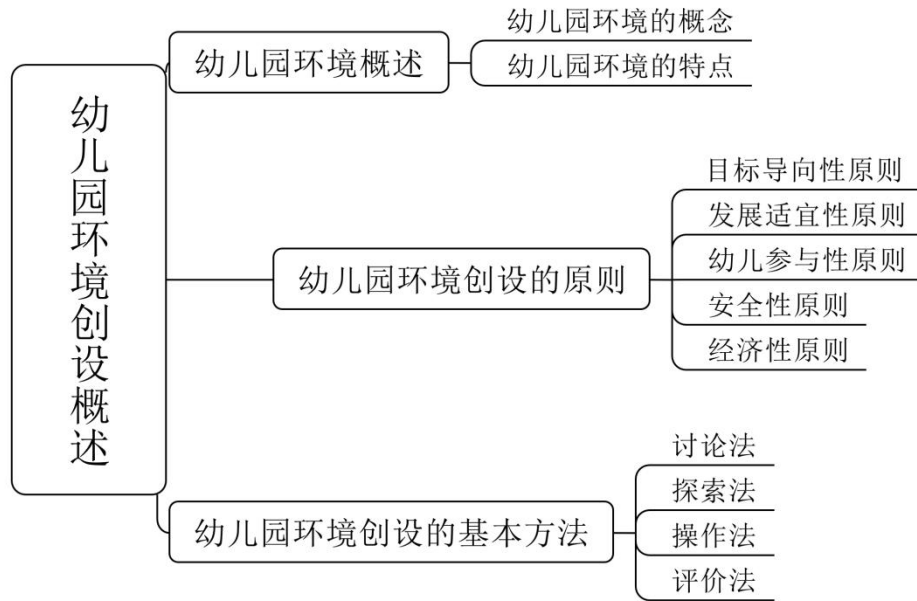 幼儿园环境创设概述
幼儿园环境概述
幼儿园环境的概念
幼儿园环境的特点
幼儿园环境创设的原则
目标导向性原则
发展适宜性原则
幼儿参与性原则
安全性原则
经济性原则
幼儿园环境创设的基本方法
讨论法
探索法
操作法
评价法